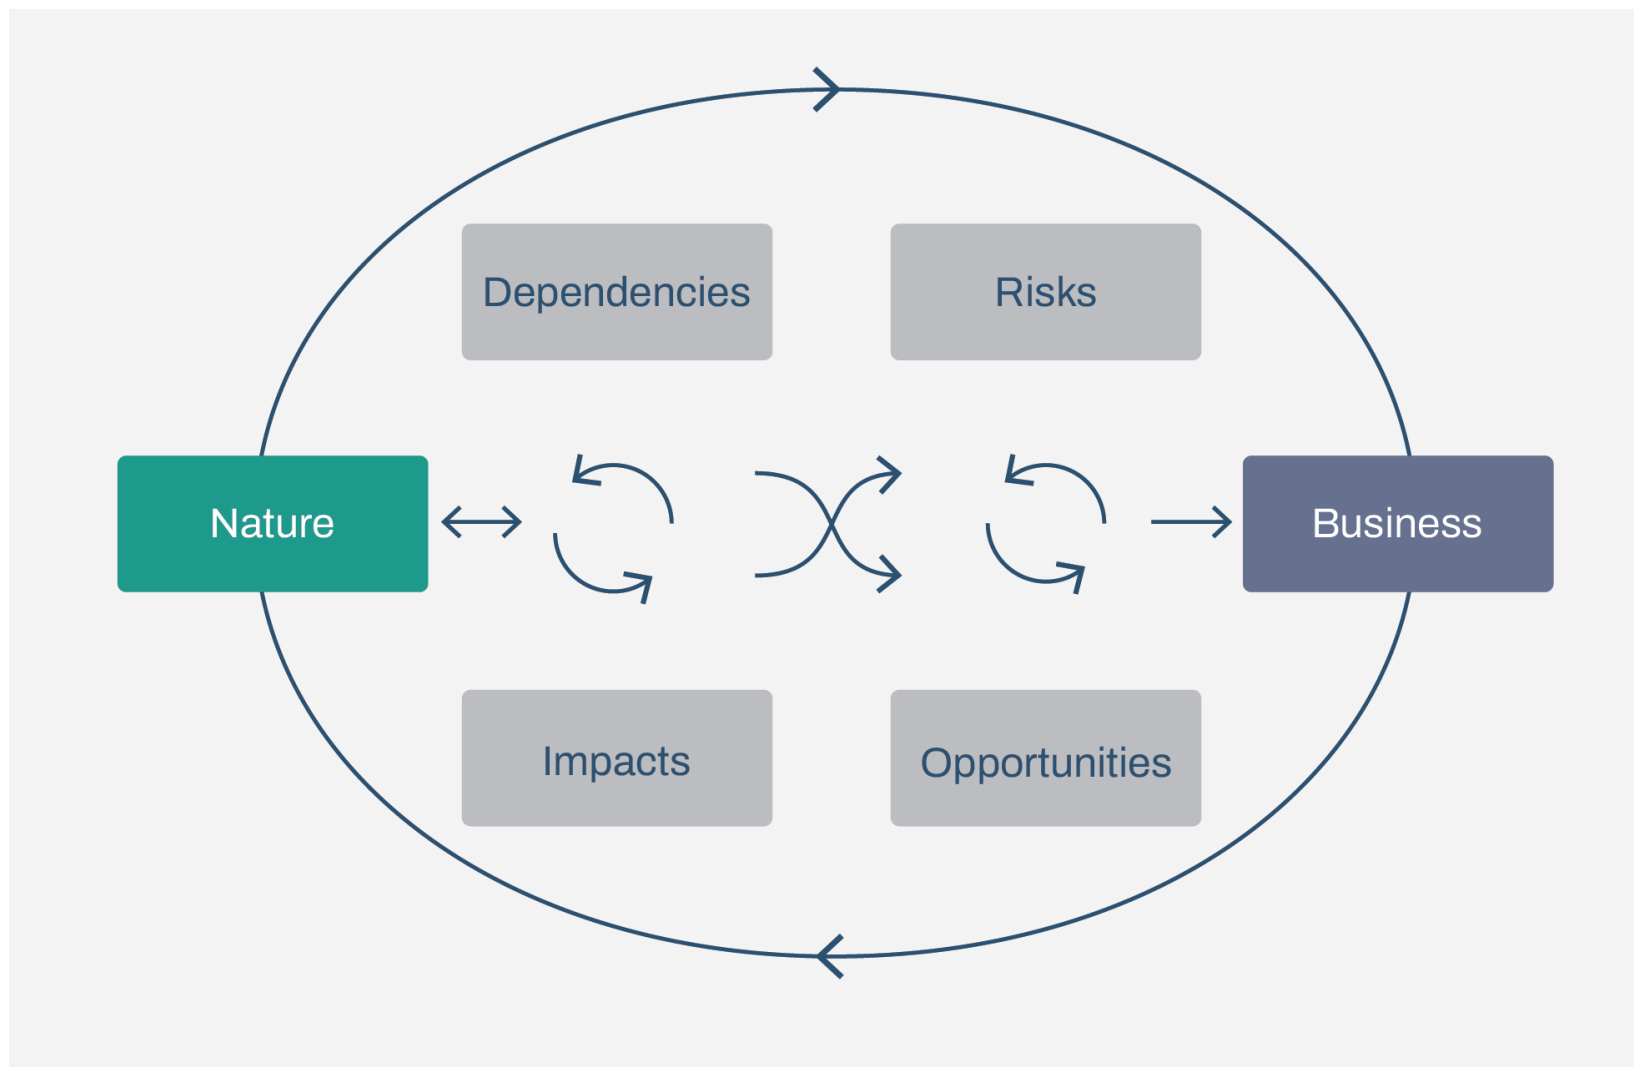 Dependencies
Risks
Nature
Business
Impacts
Opportunities